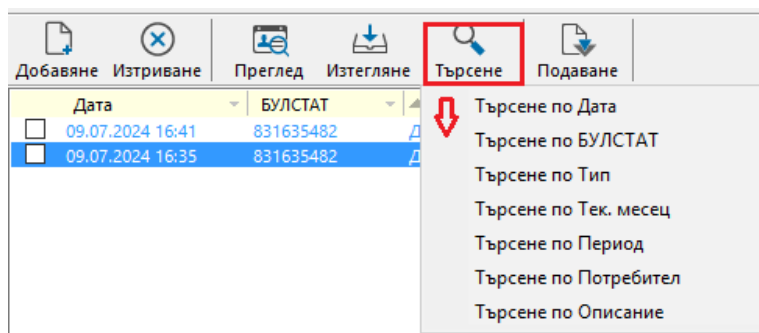 Добавяне Изтриване Преглед Изтегляне Търсене Подаване
Дата БУЛСТАТ
09.07.2024 16:41 831635482 Д
09.07.2024 16:35 831635482 Д
Търсене по Дата
Търсене по БУЛСТАТ
Търсене по Тип
Търсене по Тек. месец
Търсене по Период
Търсене по Потребител
Търсене по Описание